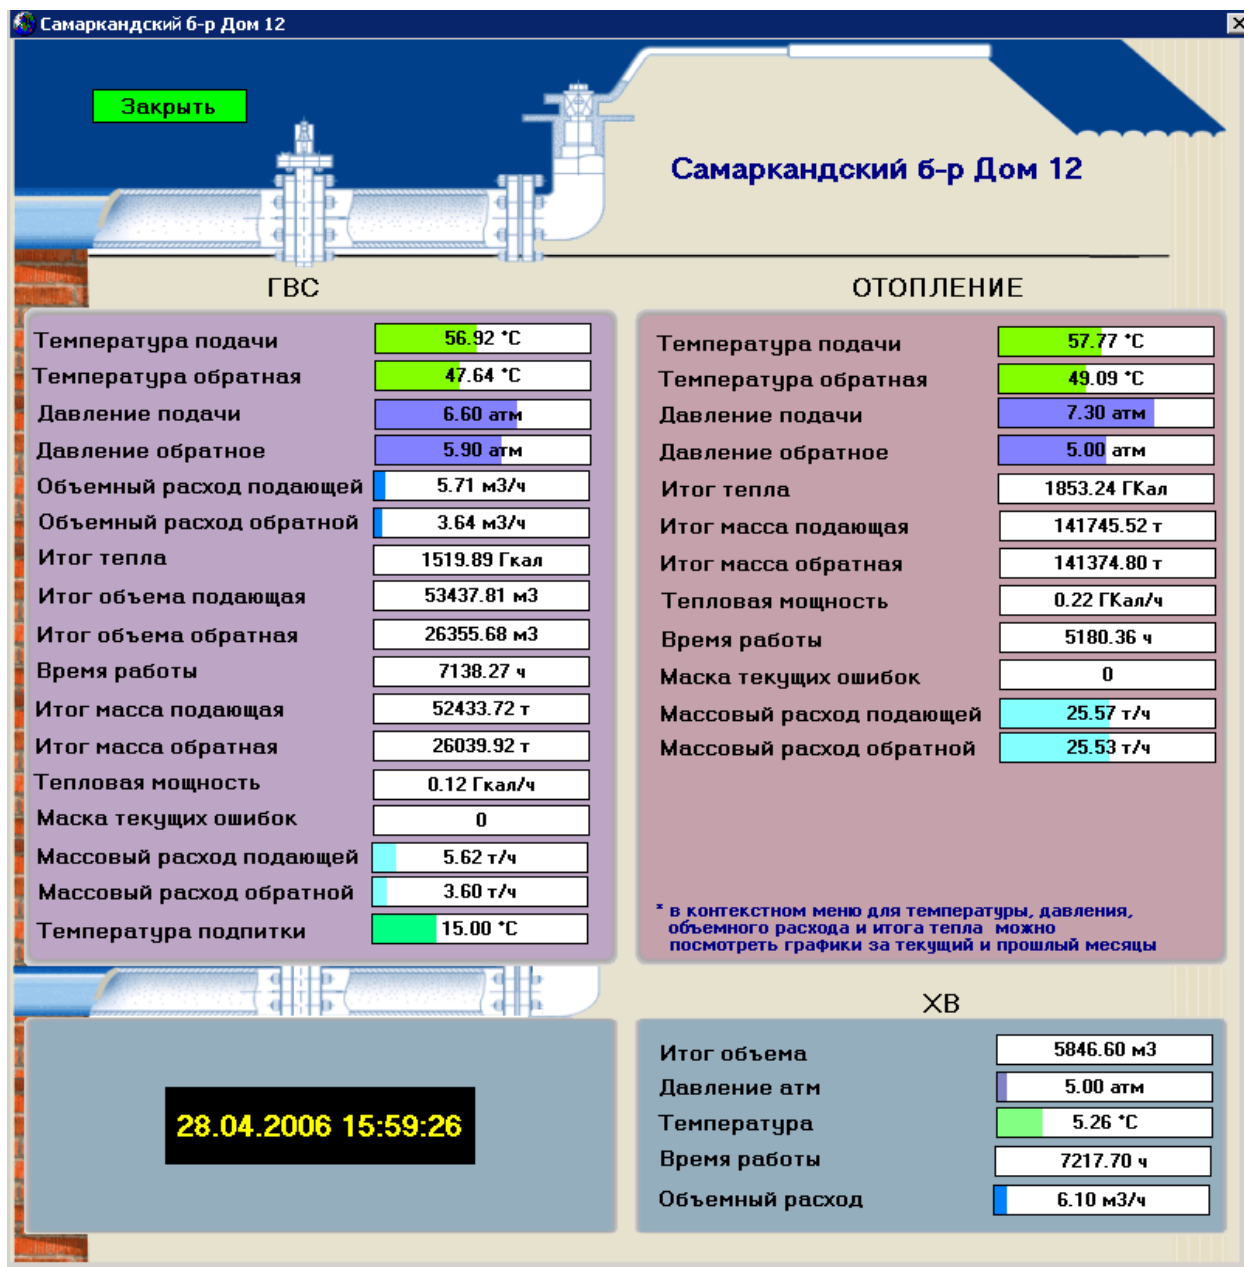 Самаркандский б-р Дом 12
Закрыть
Самаркандский б-р Дом 12
ГВС
Температура подачи 56.92 °C
Температура обратная 47.64 °C
Давление подачи 6.60 атм
Давление обратное 5.90 атм
Объемный расход подающей 5.71 м3/ч
Объемный расход обратной 3.64 м3/ч
Итог тепла 1519.89 Гкал
Итог объема подающая 53437.81 м3
Итог объема обратная 26355.68 м3
Время работы 7138.27 ч
Итог масса подающая 52433.72 т
Итог масса обратная 26039.92 т
Тепловая мощность 0.12 Гкал/ч
Маска текущих ошибок 0
Массовый расход подающей 5.62 т/ч
Массовый расход обратной 3.60 т/ч
Температура подпитки 15.00 °C
ОТОПЛЕНИЕ
Температура подачи 57.77 °C
Температура обратная 49.09 °C
Давление подачи 7.30 атм
Давление обратное 5.00 атм
Итог тепла 1853.24 ГКал
Итог масса подающая 141745.52 т
Итог масса обратная 141374.80 т
Тепловая мощность 0.22 ГКал/ч
Время работы 5180.36 ч
Маска текущих ошибок 0
Массовый расход подающей 25.57 т/ч
Массовый расход обратной 25.53 т/ч
* в контекстном меню для температуры, давления,
объемного расхода и итога тепла можно
посмотреть графики за текущий и прошлый месяцы
28.04.2006 15:59:26
ХВ
Итог объема 5846.60 м3
Давление атм 5.00 атм
Температура 5.26 °C
Время работы 7217.70 ч
Объемный расход 6.10 м3/ч